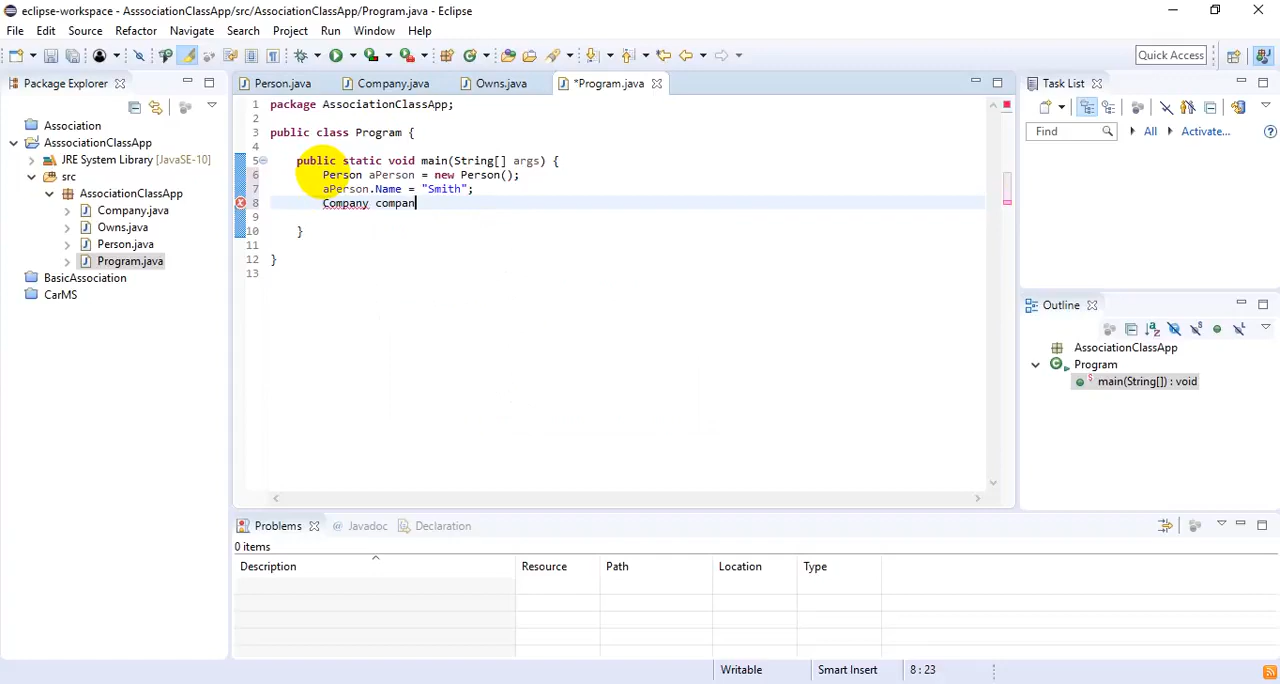 eclipse-workspace - AsssociationClassApp/src/AssociationClassApp/Program.java - Eclipse
File Edit Source Refactor Navigate Search Project Run Window Help
Quick Access
Package Explorer
Person.java Company.java Owns.java *Program.java
Task List
Association
AsssociationClassApp
JRE System Library [JavaSE-10]
src
AssociationClassApp
Company.java
Owns.java
Person.java
Program.java
BasicAssociation
CarMS
1 package AssociationClassApp;
2
3 public class Program {
4
5 public static void main(String[] args) {
6 Person aPerson = new Person();
7 aPerson.Name = "Smith";
8 Company compan
9
10 }
11
12 }
13
Find All Activate...
Outline
AssociationClassApp
Program
main(String[]) : void
Problems @ Javadoc Declaration
0 items
Description Resource Path Location Type
Writable Smart Insert 8 : 23